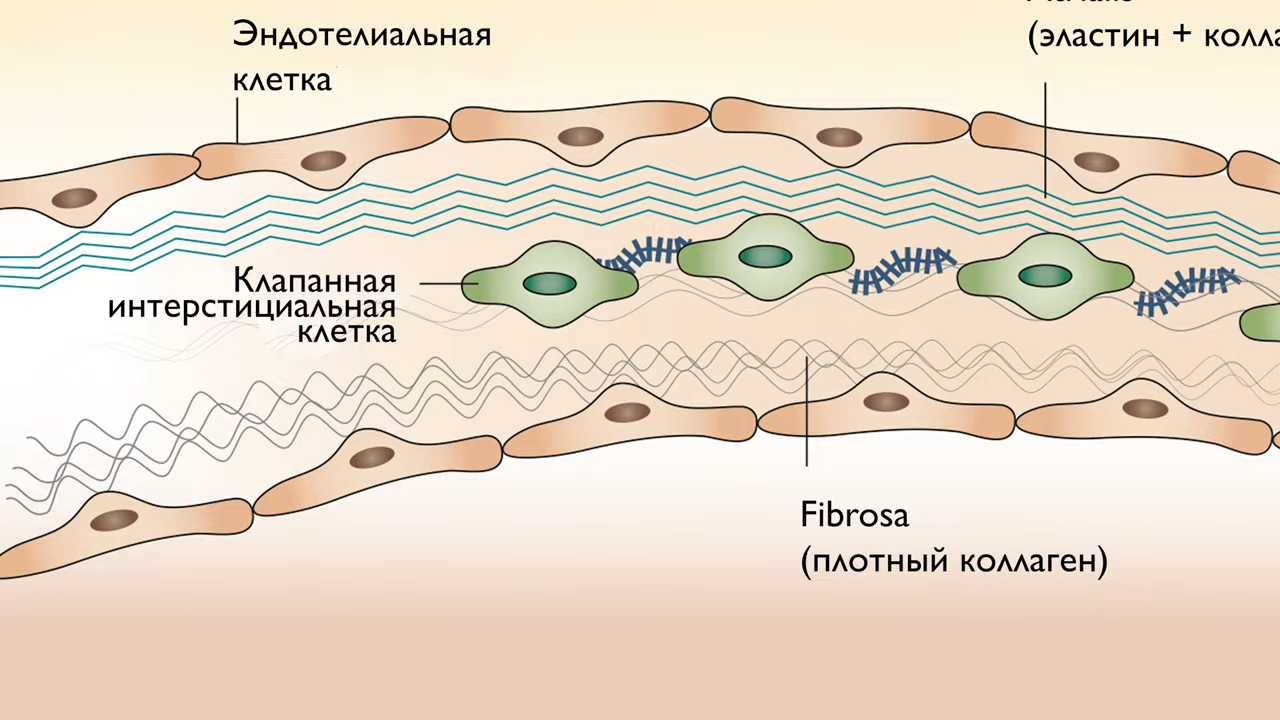 Эндотелиальная
клетка
(эластин + колла
Клапанная
интерстициальная
клетка
Fibrosa
(плотный коллаген)